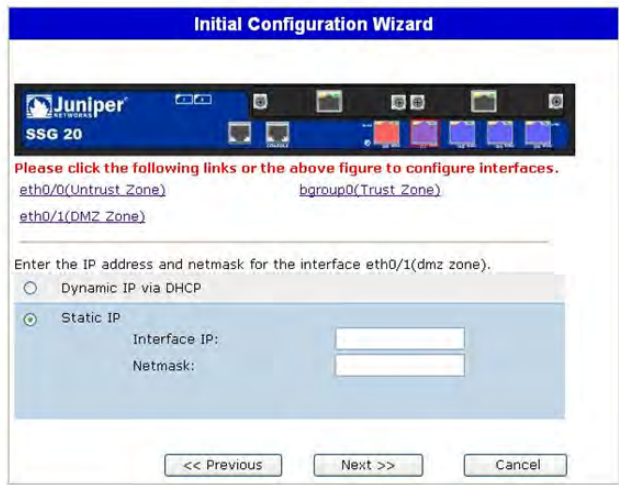 Initial Configuration Wizard
Juniper
NETWORKS
SSG 20
CONSOLE
Please click the following links or the above figure to configure interfaces.
eth0/0(Untrust Zone)
bgroup0(Trust Zone)
eth0/1(DMZ Zone)
Enter the IP address and netmask for the interface eth0/1(dmz zone).
Dynamic IP via DHCP
Static IP
Interface IP:
Netmask:
<< Previous
Next >>
Cancel